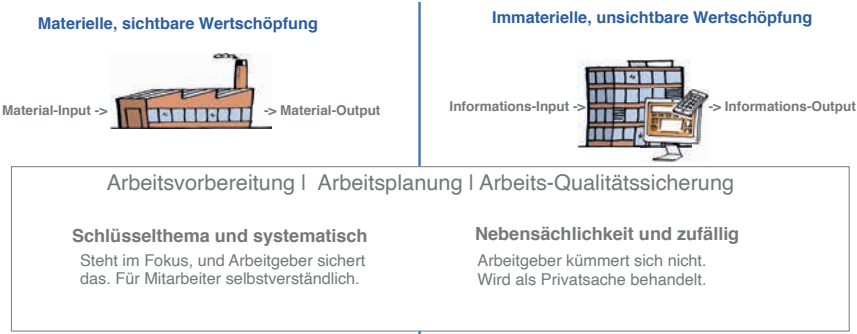 Materielle, sichtbare Wertschöpfung
Material-Input ->
-> Material-Output
Immaterielle, unsichtbare Wertschöpfung
Informations-Input ->
-> Informations-Output
Arbeitsvorbereitung I Arbeitsplanung I Arbeits-Qualitätssicherung
Schlüsselthema und systematisch
Steht im Fokus, und Arbeitgeber sichert
das. Für Mitarbeiter selbstverständlich.
Nebensächlichkeit und zufällig
Arbeitgeber kümmert sich nicht.
Wird als Privatsache behandelt.